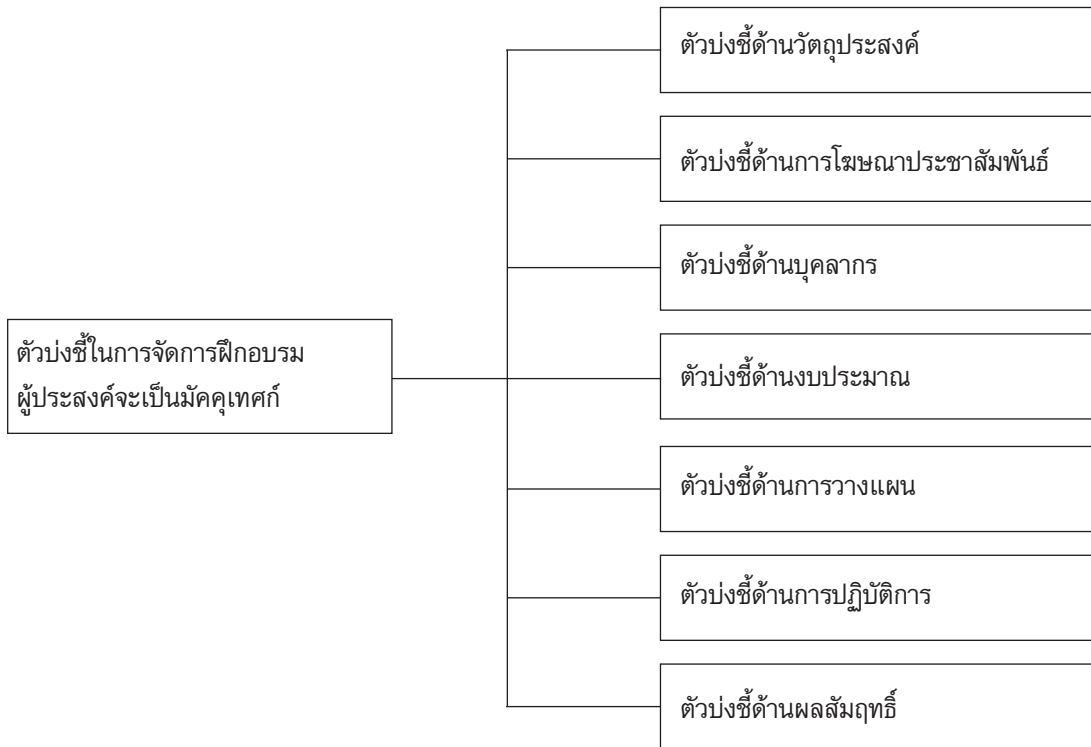 ตัวบ่งชี้ด้านวัตถุประสงค์
ตัวบ่งชี้ด้านการโฆษณาประชาสัมพันธ์
ตัวบ่งชี้ด้านบุคลากร
ตัวบ่งชี้ในการจัดการฝึกอบรม
ผู้ประสงค์จะเป็นมัคคุเทศก์
ตัวบ่งชี้ด้านงบประมาณ
ตัวบ่งชี้ด้านการวางแผน
ตัวบ่งชี้ด้านการปฏิบัติการ
ตัวบ่งชี้ด้านผลสัมฤทธิ์